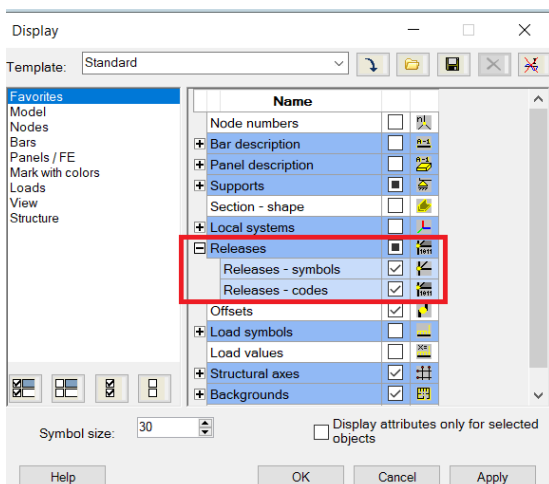 Display
Template: Standard
Favorites
Model
Nodes
Bars
Panels / FE
Mark with colors
Loads
View
Structure
Name
Node numbers
Bar description
Panel description
Supports
Section - shape
Local systems
Releases
Releases - symbols
Releases - codes
Offsets
Load symbols
Load values
Structural axes
Backgrounds
Symbol size: 30
Display attributes only for selected
objects
Help OK Cancel Apply